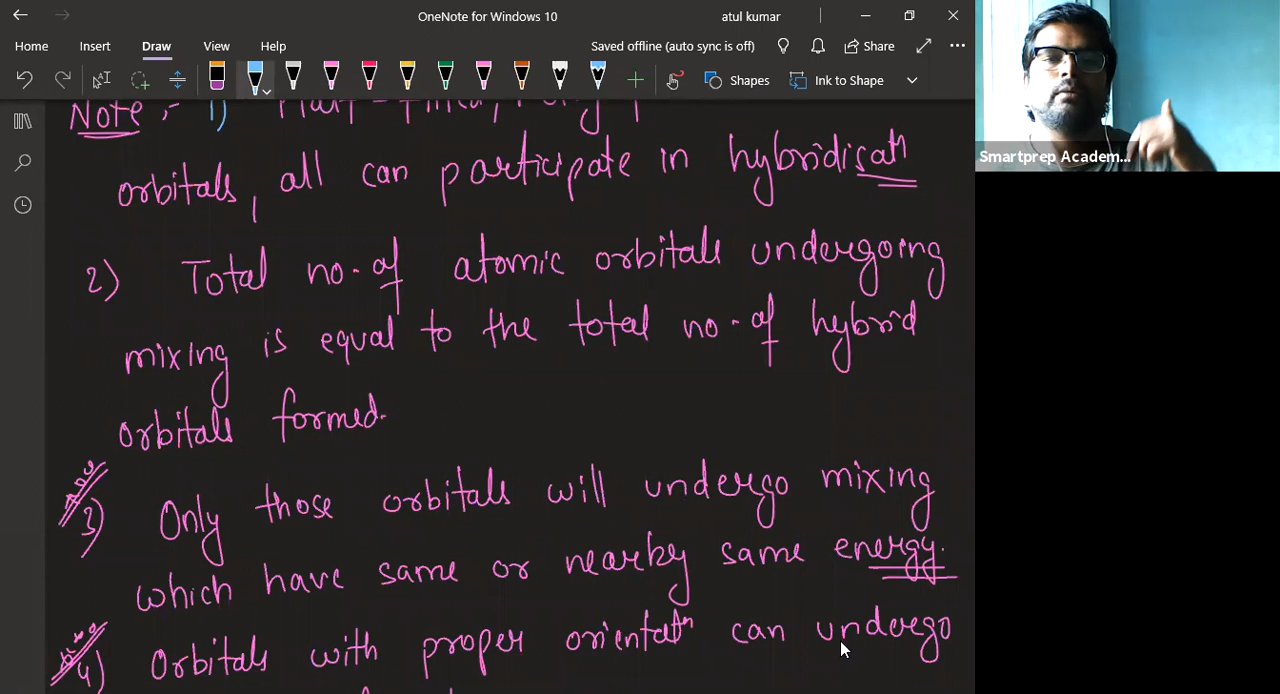 OneNote for Windows 10
atul kumar
Home Insert Draw View Help
Saved offline (auto sync is off)
Share
Shapes
Ink to Shape
Smartprep Academ...
Note :- 1)
orbitals, all can participate in hybridisatn
2) Total no. of atomic orbitals undergoing
mixing is equal to the total no. of hybrid
orbitals formed.
3) Only those orbitals will undergo mixing
which have same or nearby same energy.
4) Orbitals with proper orientatn can undergo